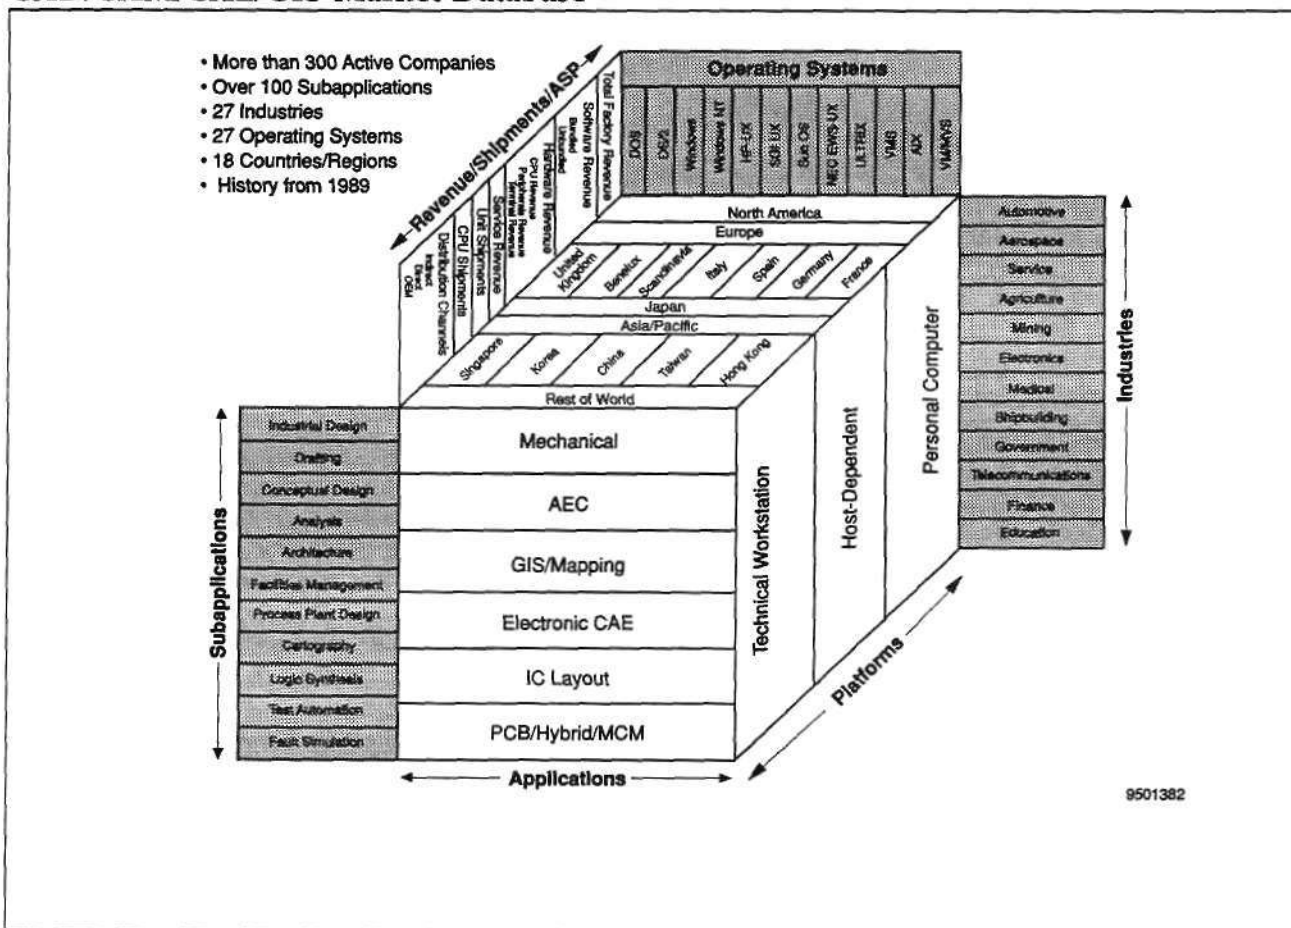 • More than 300 Active Companies
• Over 100 Subapplications
• 27 Industries
• 27 Operating Systems
• 18 Countries/Regions
• History from 1989
Revenue/Shipments/ASP
Total Factory Revenue
Software Revenue
Bundled
Unbundled
Hardware Revenue
CPU Revenue
Peripherals Revenue
Terminal Revenue
Service Revenue
Unit Shipments
CPU Shipments
Distribution Channels
Indirect
Direct
OEM
Operating Systems
DOS
OS/2
Windows
Windows NT
HP-UX
SGI UX
Sun OS
NEC EWS-UX
ULTRIX
VMS
AIX
VM/MVS
North America
Europe
United
Kingdom
Benelux
Scandinavia
Italy
Spain
Germany
France
Japan
Asia/Pacific
Singapore
Korea
China
Taiwan
Hong Kong
Rest of World
Automotive
Aerospace
Service
Agriculture
Mining
Electronics
Medical
Shipbuilding
Government
Telecommunications
Finance
Education
Industries
Subapplications
Industrial Design
Drafting
Conceptual Design
Analysis
Architecture
Facilities Management
Process Plant Design
Cartography
Logic Synthesis
Test Automation
Fault Simulation
Mechanical
AEC
GIS/Mapping
Electronic CAE
IC Layout
PCB/Hybrid/MCM
Technical Workstation
Host-Dependent
Personal Computer
Platforms
Applications
9501382